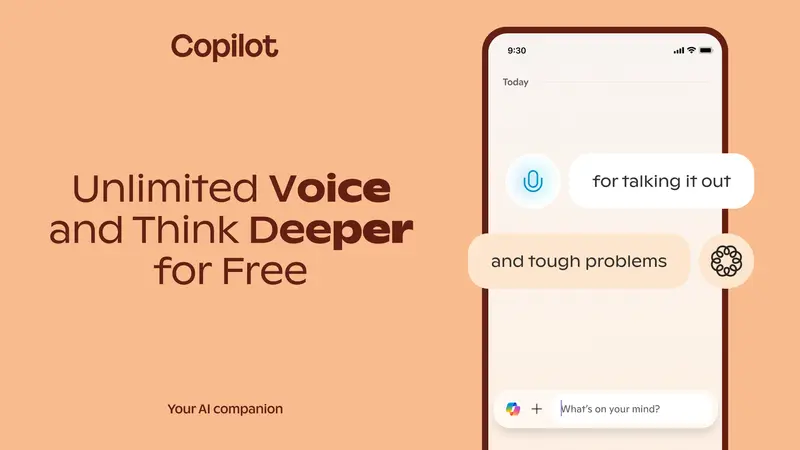 Copilot
Unlimited Voice
and Think Deeper
for Free
Your AI companion
9:30
Today
for talking it out
and tough problems
What's on your mind?